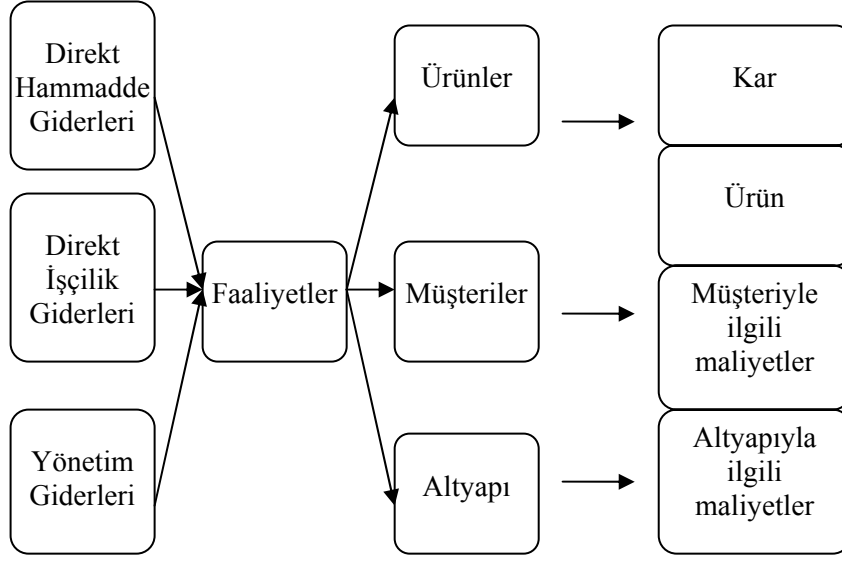 Direkt
Hammadde
Giderleri
Direkt
İşçilik
Giderleri
Yönetim
Giderleri
Faaliyetler
Ürünler
Müşteriler
Altyapı
Kar
Ürün
Müşteriyle
ilgili
maliyetler
Altyapıyla
ilgili
maliyetler